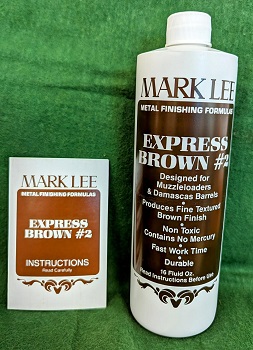 MARK LEE
METAL FINISHING FORMULAS
EXPRESS
BROWN #2
INSTRUCTIONS
Read Carefully
MARK LEE
METAL FINISHING FORMULAS
EXPRESS
BROWN #2
Designed for
Muzzleloaders
& Damascus Barrels
•
Produces Fine Textured
Brown Finish
•
Non Toxic
Contains No Mercury
•
Fast Work Time
•
Durable
16 Fluid Oz.
Read Instructions Before Use